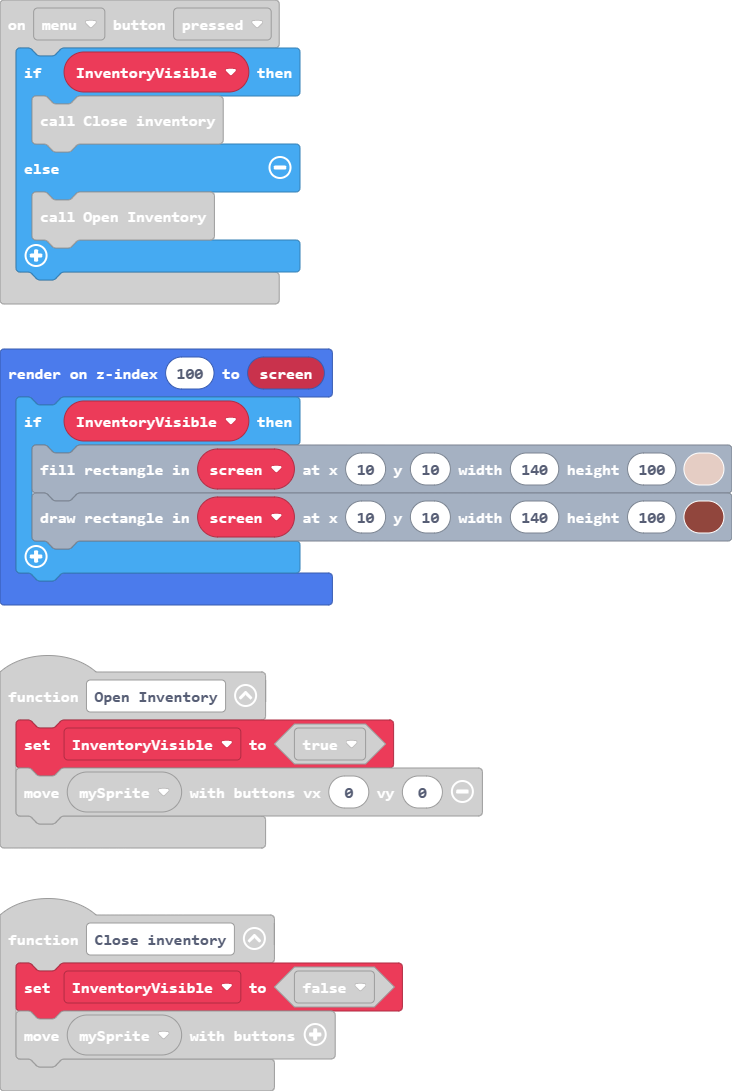 on menu button pressed
if InventoryVisible then
call Close inventory
else
call Open Inventory
render on z-index 100 to screen
if InventoryVisible then
fill rectangle in screen at x 10 y 10 width 140 height 100
draw rectangle in screen at x 10 y 10 width 140 height 100
function Open Inventory
set InventoryVisible to true
move mySprite with buttons vx 0 vy 0
function Close inventory
set InventoryVisible to false
move mySprite with buttons